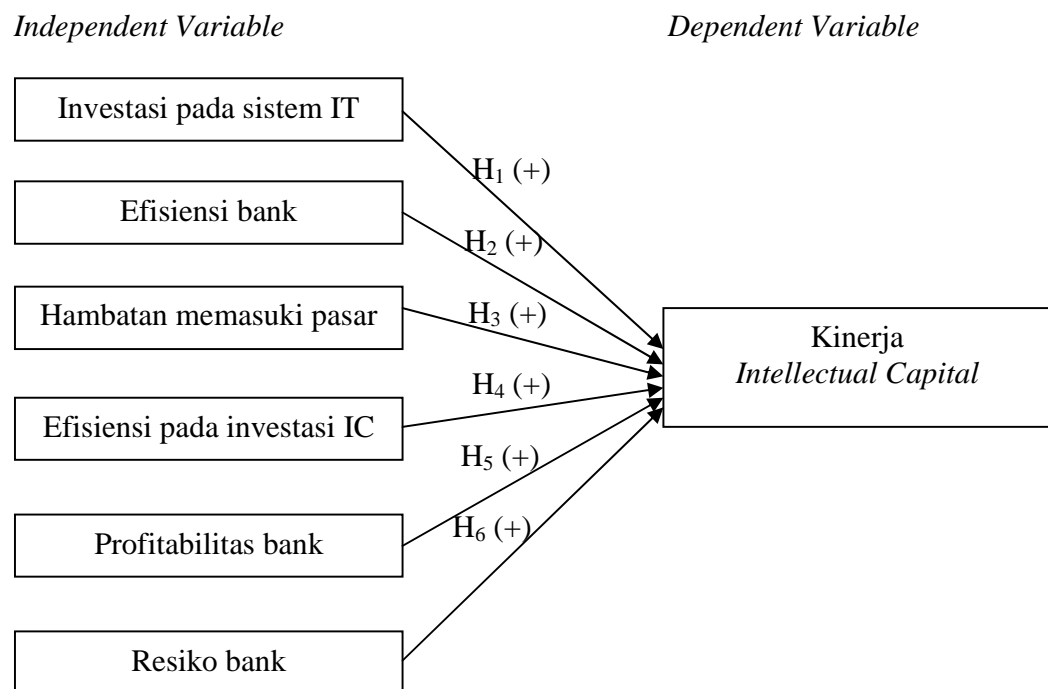 Independent Variable
Dependent Variable
Investasi pada sistem IT
H₁ (+)
Efisiensi bank
H₂ (+)
Hambatan memasuki pasar
H₃ (+)
Kinerja
Intellectual Capital
H₄ (+)
Efisiensi pada investasi IC
H₅ (+)
Profitabilitas bank
H₆ (+)
Resiko bank